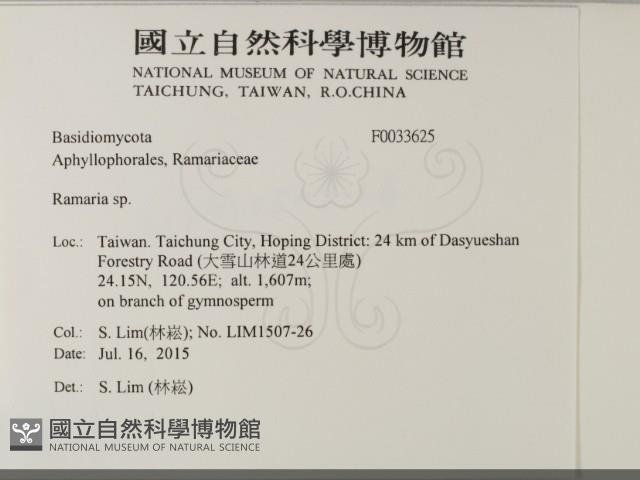 國立自然科學博物館
NATIONAL MUSEUM OF NATURAL SCIENCE
TAICHUNG, TAIWAN, R.O.CHINA
Basidiomycota F0033625
Aphyllophorales, Ramariaceae
Ramaria sp.
Loc.: Taiwan. Taichung City, Hoping District: 24 km of Dasyueshan
Forestry Road (大雪山林道24公里處)
24.15N, 120.56E; alt. 1,607m;
on branch of gymnosperm
Col.: S. Lim(林崧); No. LIM1507-26
Date: Jul. 16, 2015
Det.: S. Lim (林崧)
國立自然科學博物館
NATIONAL MUSEUM OF NATURAL SCIENCE